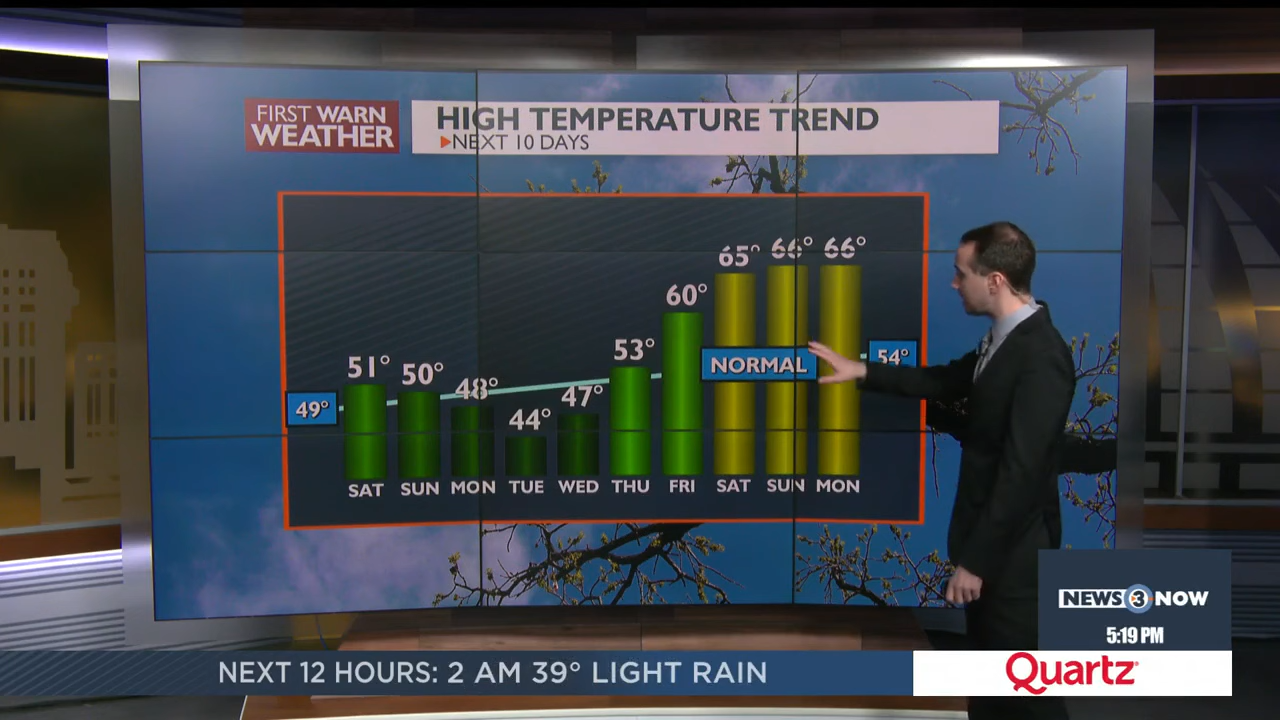 FIRST WARN
WEATHER
HIGH TEMPERATURE TREND
NEXT 10 DAYS
51° 50° 48° 44° 47° 53° 60° 65° 66° 66°
49° NORMAL 54°
SAT SUN MON TUE WED THU FRI SAT SUN MON
NEWS 3 NOW
5:19 PM
NEXT 12 HOURS: 2 AM 39° LIGHT RAIN
Quartz